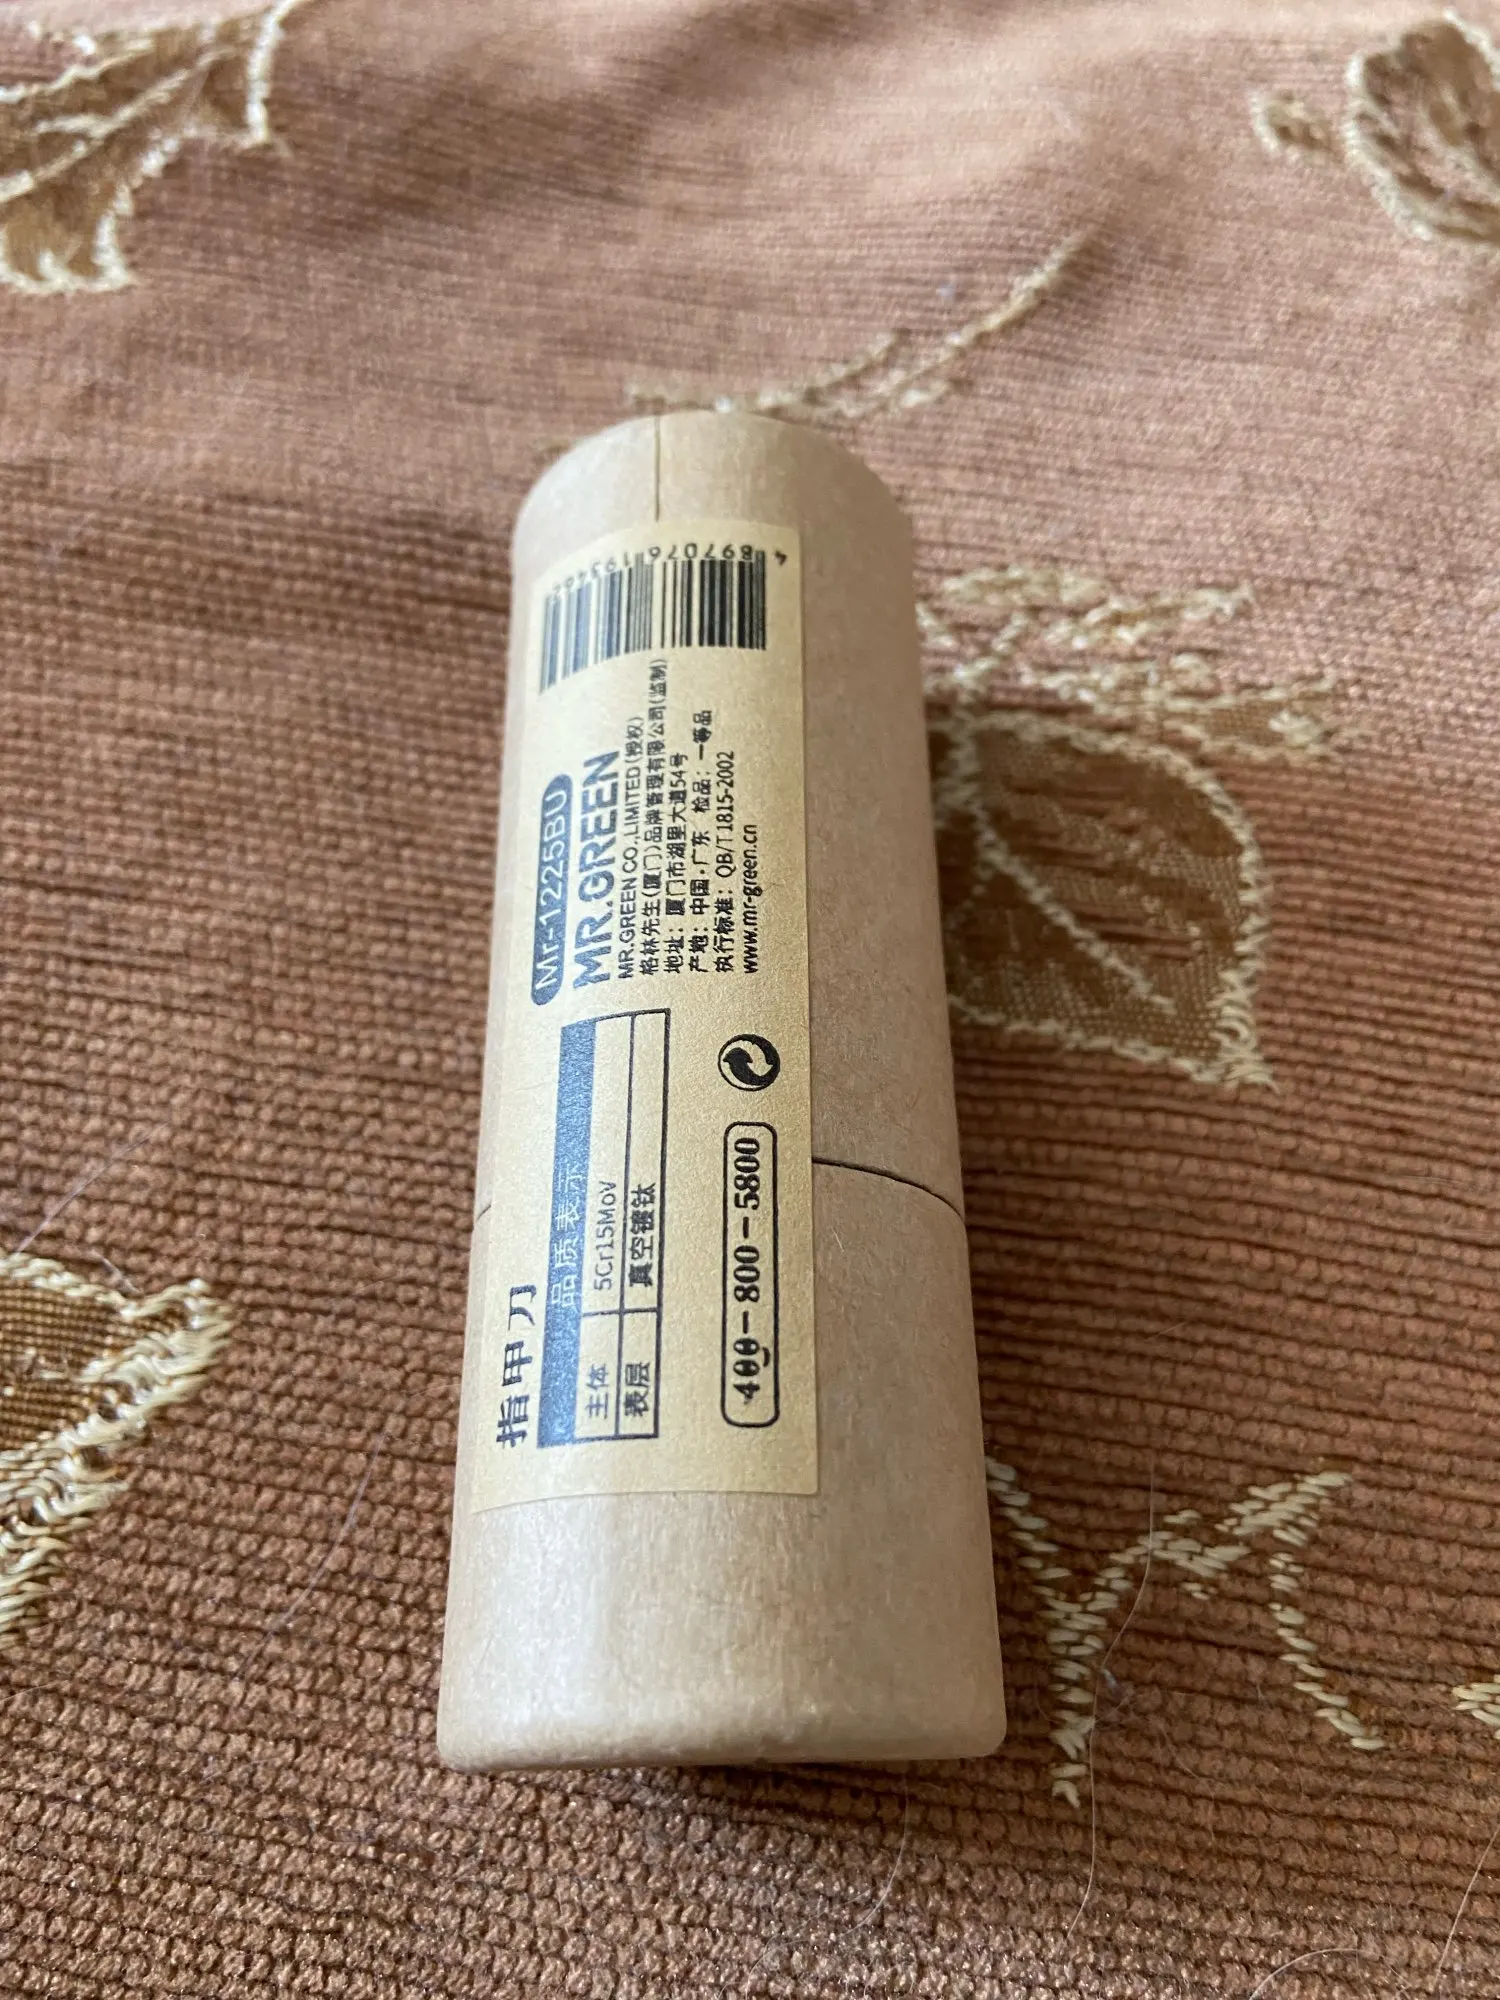 指甲刀
品质表示
主体 5Cr15MoV
表层 真空镀钛
400-800-5800
Mr-1225BU
MR.GREEN
MR.GREEN CO.,LIMITED(授权)
格林先生(厦门)品牌管理有限公司(监制)
地址：厦门市湖里大道54号
产地：中国.广东 检品：一等品
执行标准：QB/T1815-2002
www.mr-green.cn